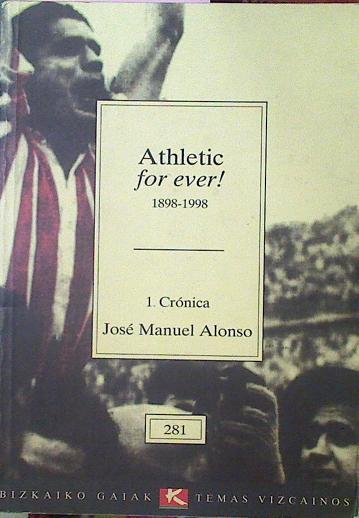 Athletic
for ever!
1898-1998
1. Crónica
José Manuel Alonso
281
BIZKAIKO GAIAK K TEMAS VIZCAINOS